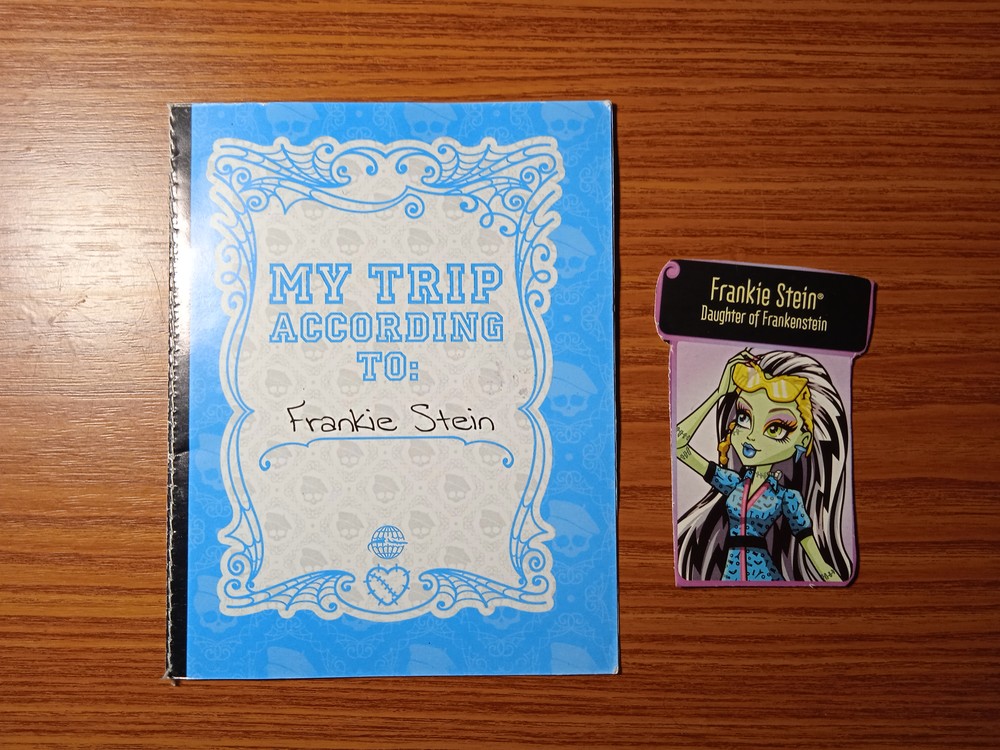 MY TRIP
ACCORDING
TO:
Frankie Stein
Frankie Stein®
Daughter of Frankenstein